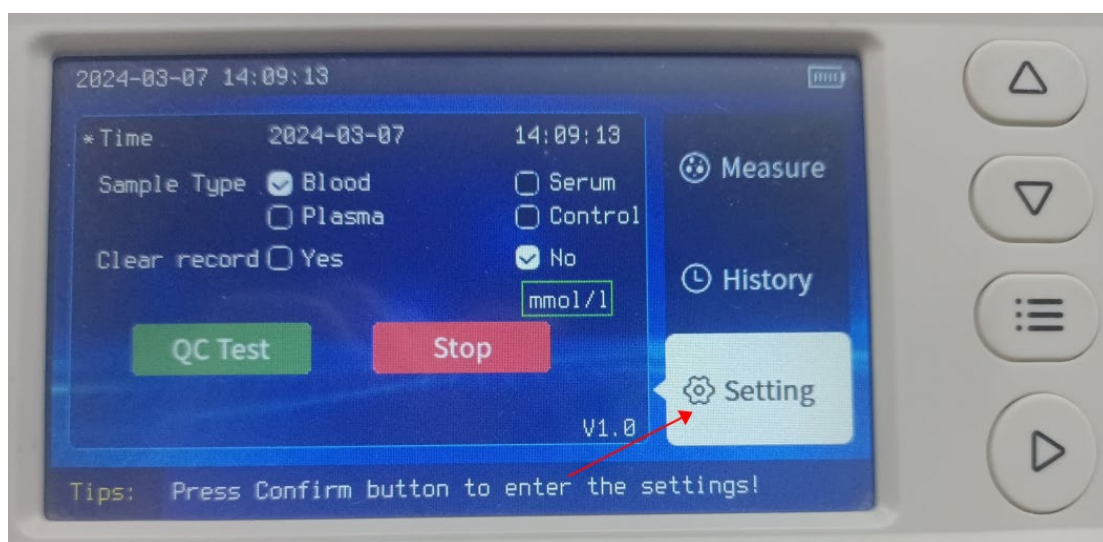 2024-03-07 14:09:13
*Time 2024-03-07 14:09:13
Sample Type Blood Serum
Plasma Control
Clear record Yes No
mmol/l
QC Test Stop
V1.0
Measure
History
Setting
Tips: Press Confirm button to enter the settings!